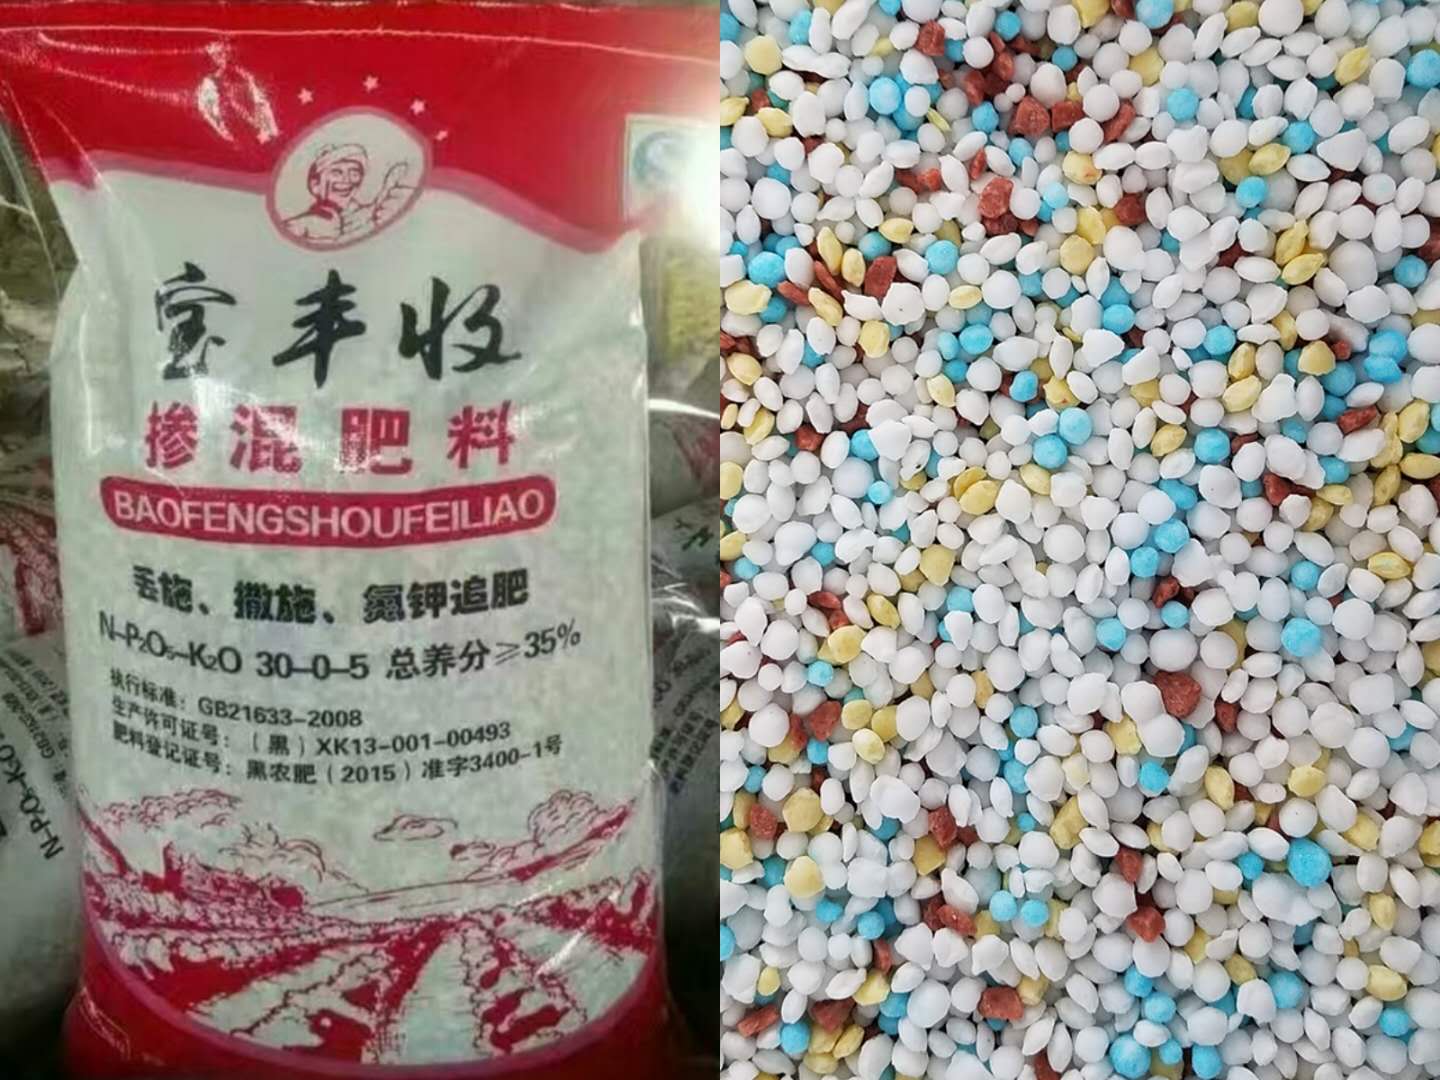 宝丰收
掺混肥料
BAOFENGSHOUFEILIAO
丢施、撒施、氮钾追肥
N–P₂O₅–K₂O 30–0–5 总养分≥35%
执行标准：GB21633–2008
生产许可证号：（黑）XK13–001–00493
肥料登记证号：黑农肥（2015）准字3400–1号
N–P₂O₅–K₂O